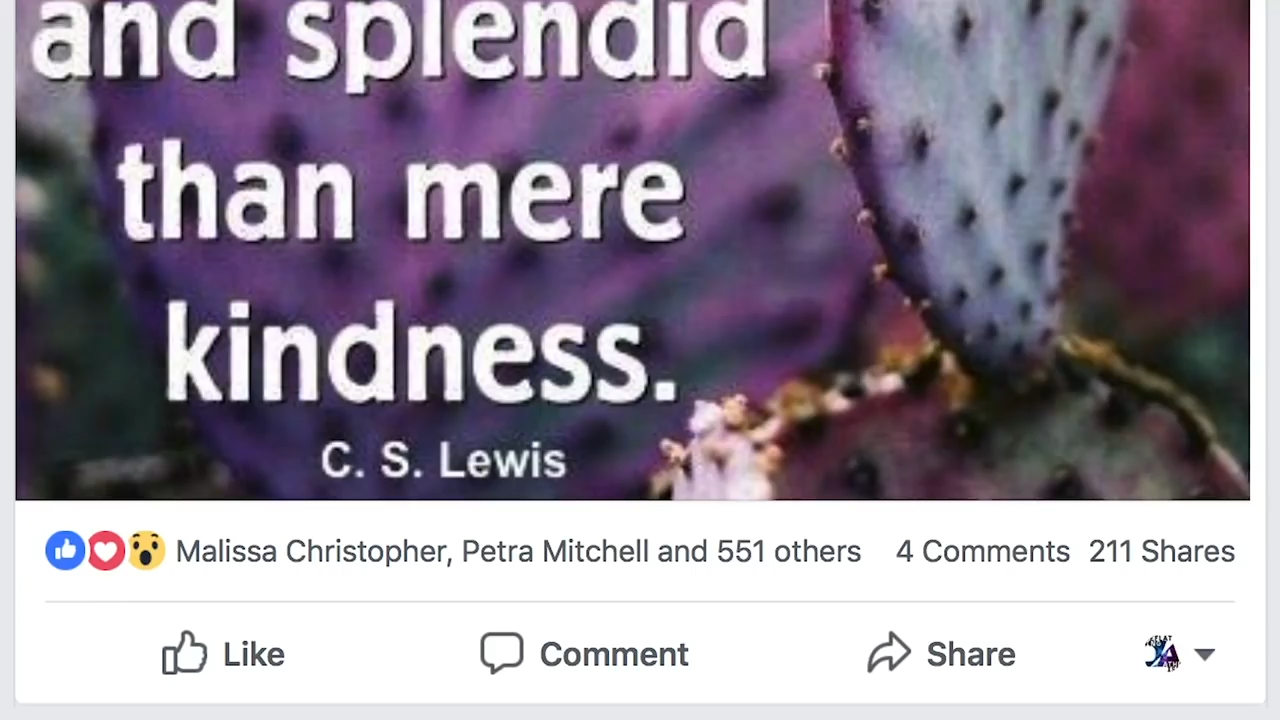 and splendid
than mere
kindness.
C. S. Lewis
Malissa Christopher, Petra Mitchell and 551 others 4 Comments 211 Shares
Like Comment Share